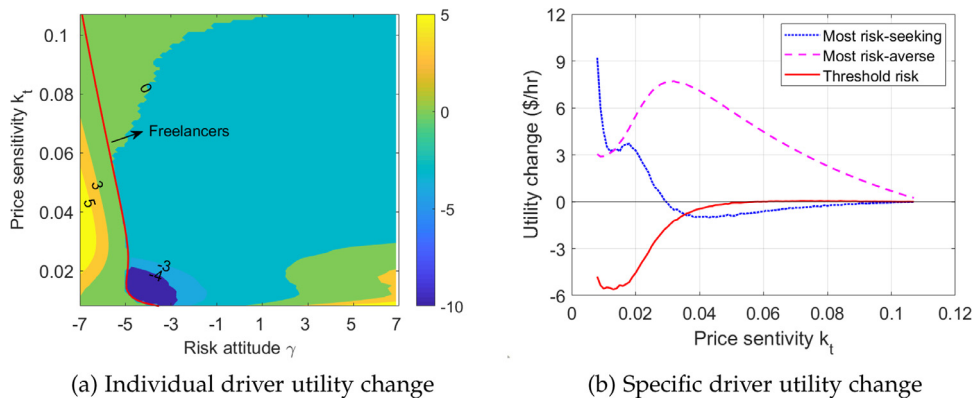 0.1
0.08
0.06
0.04
0.02
Price sensitivity k_t
-7 -5 -3 -1 1 3 5 7
Risk attitude γ
0
Freelancers
3
5
-3
-4
5
0
-5
-10
(a) Individual driver utility change
9
6
3
0
-3
-6
Utility change ($/hr)
Most risk-seeking
Most risk-averse
Threshold risk
0 0.02 0.04 0.06 0.08 0.1 0.12
Price sentivity k_t
(b) Specific driver utility change